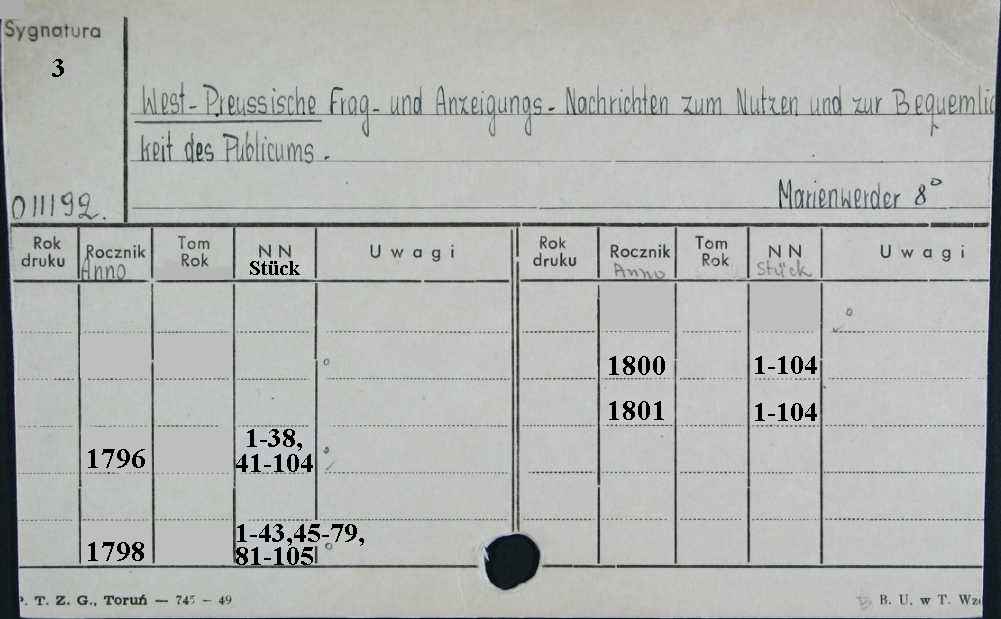 Sygnatura
3
West-Preussische Frag- und Anzeigungs-Nachrichten zum Nutzen und zur Bequemlic
keit des Publicums.
Marienwerder 8°
011192.
Rok druku Rocznik Anno Tom Rok NN Stück Uwagi Rok druku Rocznik Anno Tom Rok NN Stück Uwagi
1800 1-104
1801 1-104
1796 1-38, 41-104
1798 1-43,45-79, 81-105
. T. Z. G., Toruń — 745 — 49 B. U. w T. Wz